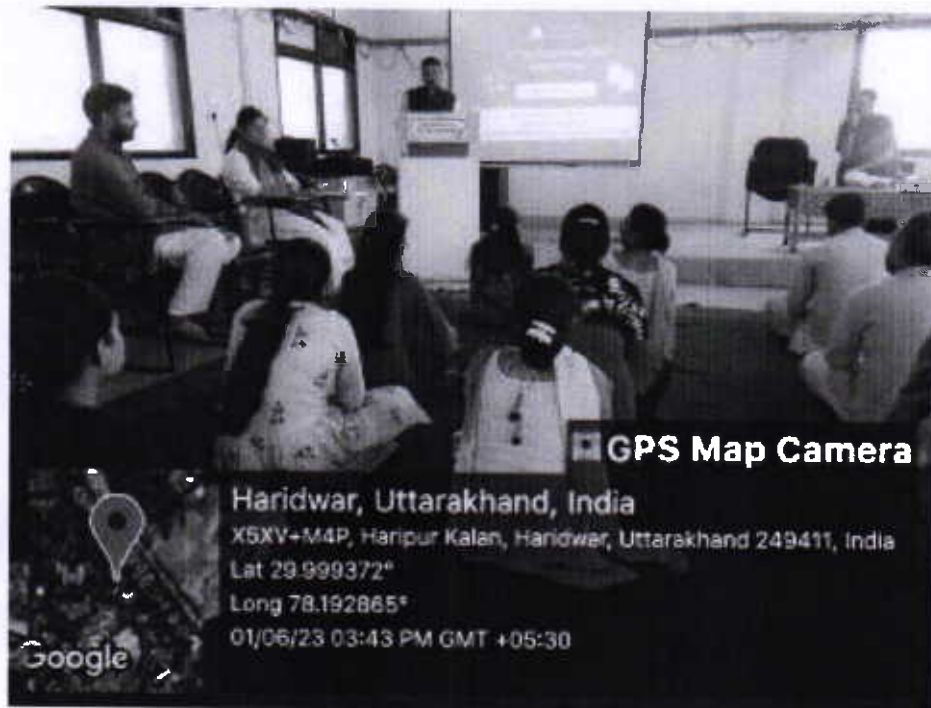 GPS Map Camera
Haridwar, Uttarakhand, India
X5XV+M4P, Haripur Kalan, Haridwar, Uttarakhand 249411, India
Lat 29.999372°
Long 78.192865°
01/06/23 03:43 PM GMT +05:30
Google